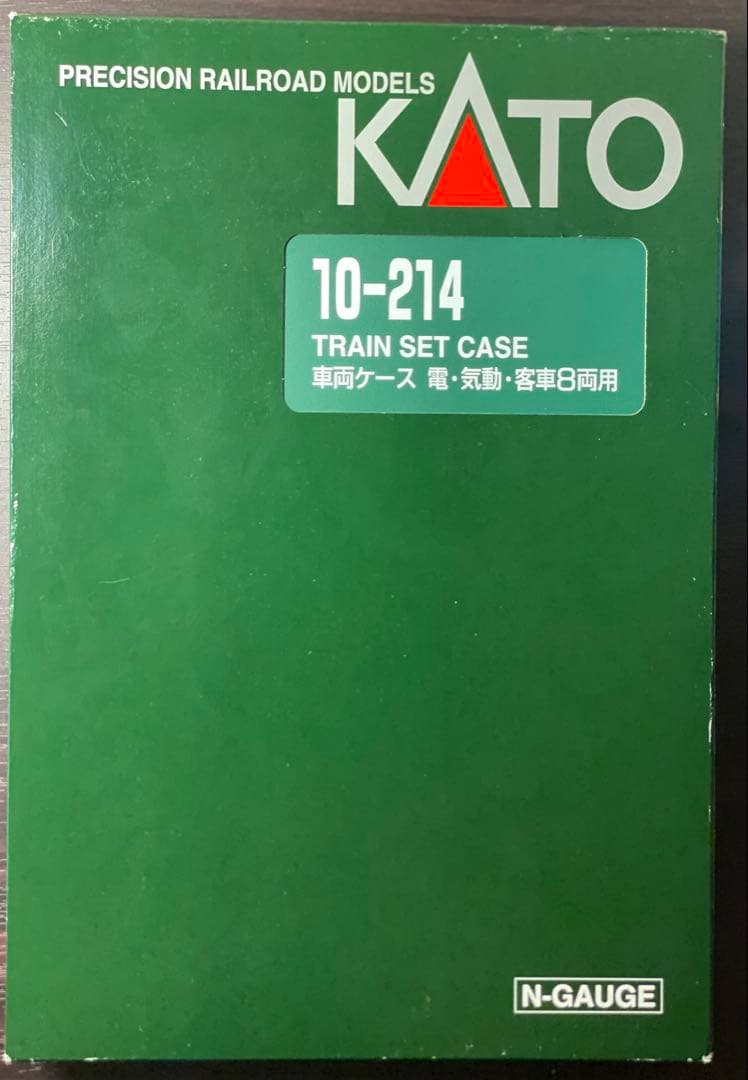 PRECISION RAILROAD MODELS
KATO
10-214
TRAIN SET CASE
車両ケース 電・気動・客車8両用
N-GAUGE